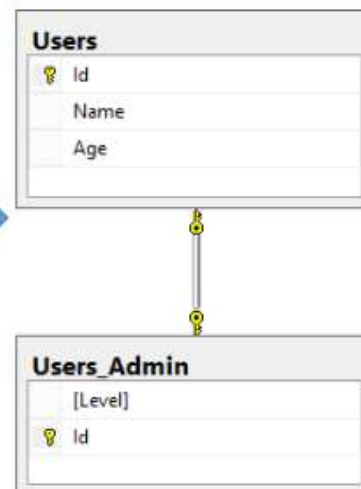 Users
Id
Name
Age
Users_Admin
[Level]
Id